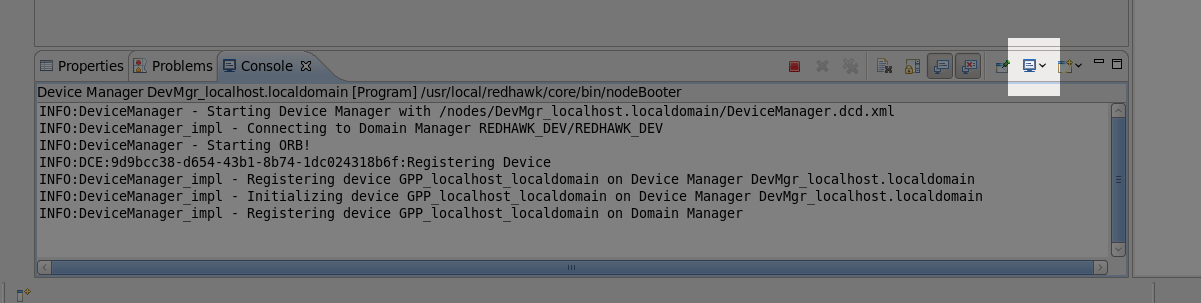 Properties Problems Console
Device Manager DevMgr_localhost.localdomain [Program] /usr/local/redhawk/core/bin/nodeBooter
INFO:DeviceManager - Starting Device Manager with /nodes/DevMgr_localhost.localdomain/DeviceManager.dcd.xml
INFO:DeviceManager_impl - Connecting to Domain Manager REDHAWK_DEV/REDHAWK_DEV
INFO:DeviceManager - Starting ORB!
INFO:DCE:9d9bcc38-d654-43b1-8b74-1dc024318b6f:Registering Device
INFO:DeviceManager_impl - Registering device GPP_localhost_localdomain on Device Manager DevMgr_localhost.localdomain
INFO:DeviceManager_impl - Initializing device GPP_localhost_localdomain on Device Manager DevMgr_localhost.localdomain
INFO:DeviceManager_impl - Registering device GPP_localhost_localdomain on Domain Manager